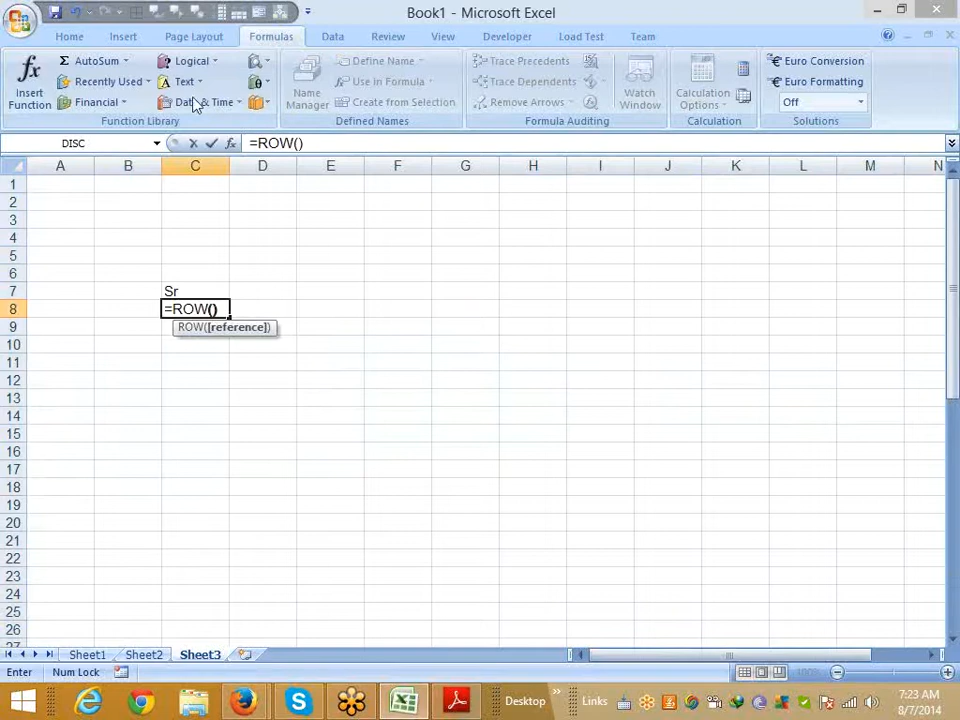 Book1 - Microsoft Excel
Home Insert Page Layout Formulas Data Review View Developer Load Test Team
fx Insert Function
Σ AutoSum
Recently Used
Financial
Logical
Text
Date & Time
Function Library
Name Manager
Define Name
Use in Formula
Create from Selection
Defined Names
Trace Precedents
Trace Dependents
Remove Arrows
Formula Auditing
Watch Window
Calculation Options
Calculation
Euro Conversion
Euro Formatting
Off
Solutions
DISC fx =ROW()
A B C D E F G H I J K L M N
1
2
3
4
5
6
7 Sr
8 =ROW()
ROW([reference])
9
10
11
12
13
14
15
16
17
18
19
20
21
22
23
24
25
26
27
Sheet1 Sheet2 Sheet3
Enter Num Lock 100%
Desktop Links 7:23 AM
8/7/2014